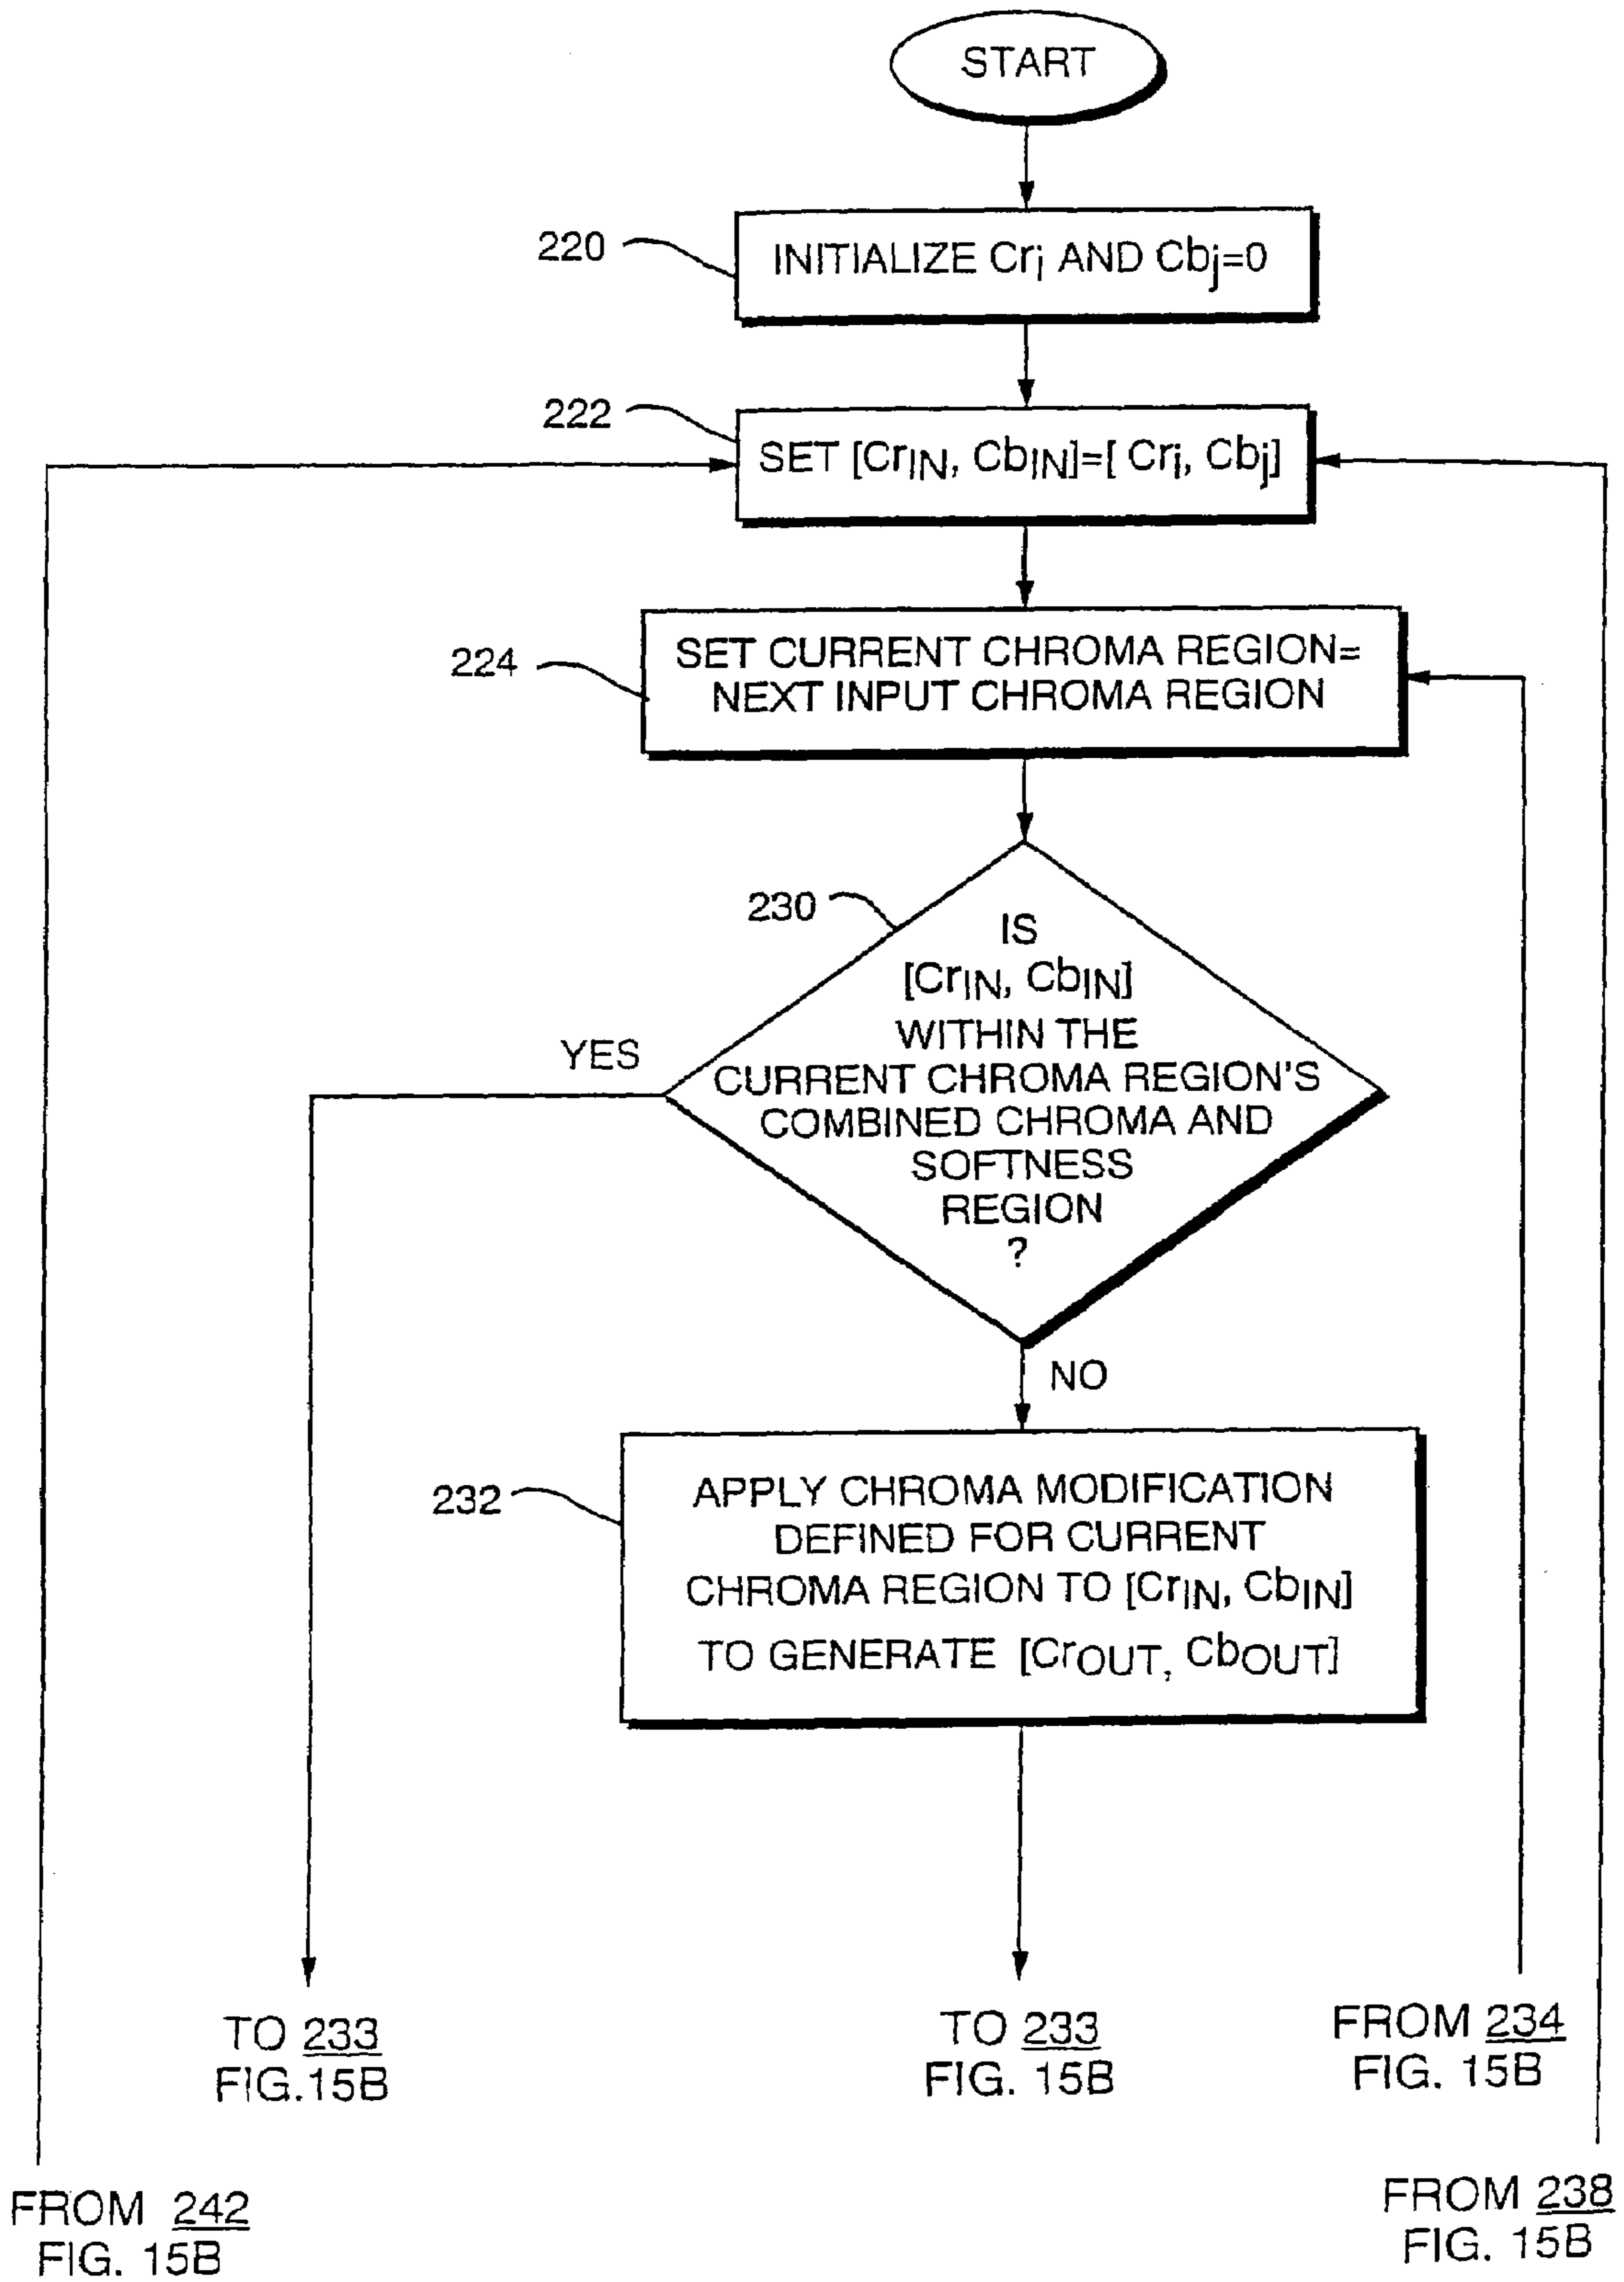 START
220
INITIALIZE Cri AND Cbj=0
222
SET [CrIN, CbIN]=[ Cri, Cbj]
224
SET CURRENT CHROMA REGION=
NEXT INPUT CHROMA REGION
230
IS
[CrIN, CbIN]
WITHIN THE
CURRENT CHROMA REGION'S
COMBINED CHROMA AND
SOFTNESS
REGION
?
YES
NO
232
APPLY CHROMA MODIFICATION
DEFINED FOR CURRENT
CHROMA REGION TO [CrIN, CbIN]
TO GENERATE [CrOUT, CbOUT]
TO 233
FIG.15B
TO 233
FIG. 15B
FROM 234
FIG. 15B
FROM 242
FIG. 15B
FROM 238
FIG. 15B